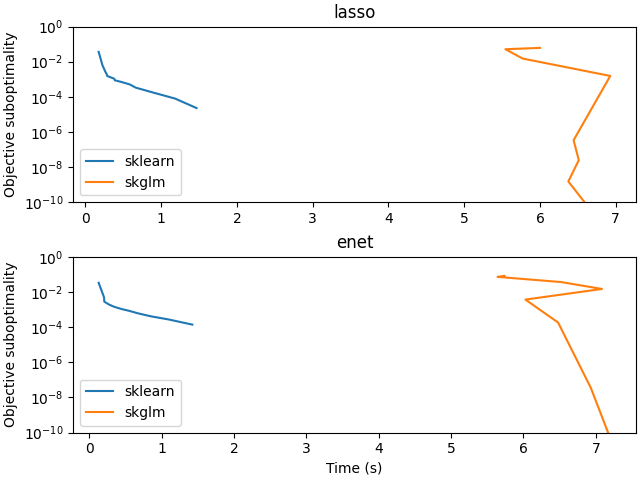 lasso
Objective suboptimality
10^0
10^-2
10^-4
10^-6
10^-8
10^-10
sklearn
skglm
0 1 2 3 4 5 6 7
enet
Objective suboptimality
10^0
10^-2
10^-4
10^-6
10^-8
10^-10
sklearn
skglm
0 1 2 3 4 5 6 7
Time (s)